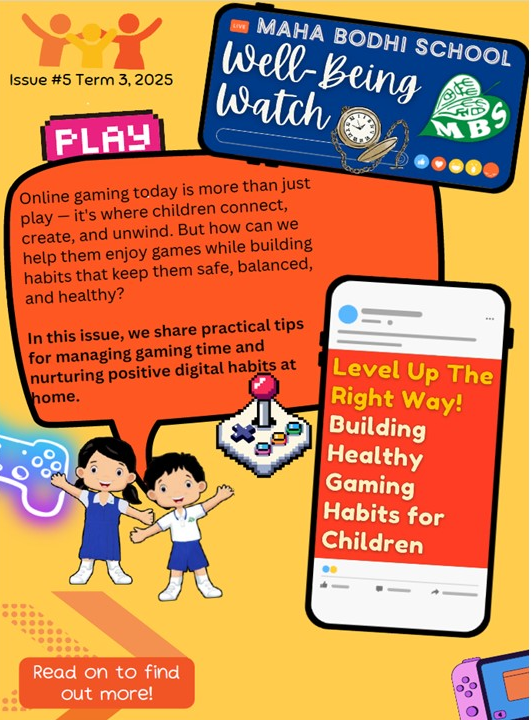 LIVE
MAHA BODHI SCHOOL
Well-Being
Watch
MBS
Issue #5 Term 3, 2025
PLAY
Online gaming today is more than just
play — it's where children connect,
create, and unwind. But how can we
help them enjoy games while building
habits that keep them safe, balanced,
and healthy?
In this issue, we share practical tips
for managing gaming time and
nurturing positive digital habits at
home.
Level Up The
Right Way!
Building
Healthy
Gaming
Habits for
Children
Read on to find
out more!